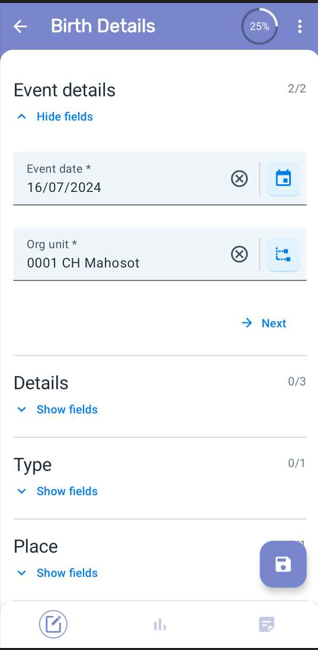 Birth Details
25%
Event details
2/2
Hide fields
Event date *
16/07/2024
Org unit *
0001 CH Mahosot
Next
Details
0/3
Show fields
Type
0/1
Show fields
Place
Show fields